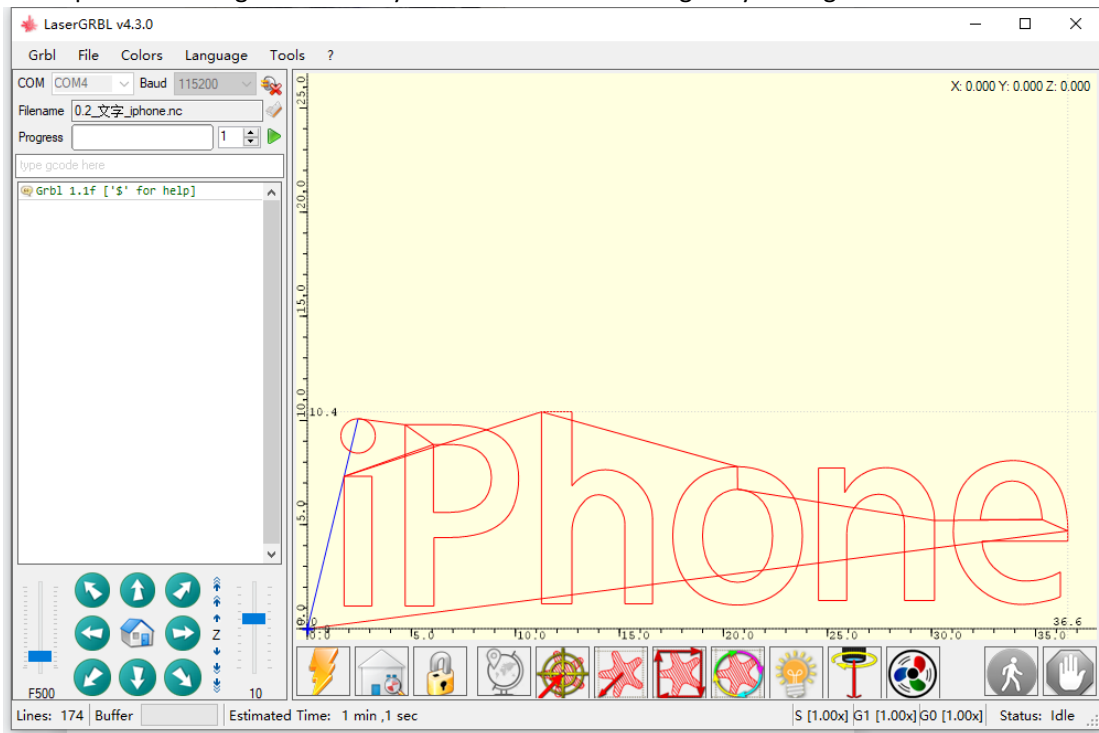 LaserGRBL v4.3.0
Grbl File Colors Language Tools ?
COM COM4 Baud 115200
Filename 0.2_文字_iphone.nc
Progress 1
type gcode here
Grbl 1.1f ['$' for help]
X: 0.000 Y: 0.000 Z: 0.000
25.0
20.0
15.0
10.0
10.4
5.0
0.0
iPhone
0.0 5.0 10.0 15.0 20.0 25.0 30.0 35.0
36.6
Z
F500 10
Lines: 174 Buffer Estimated Time: 1 min ,1 sec S [1.00x] G1 [1.00x] G0 [1.00x] Status: Idle